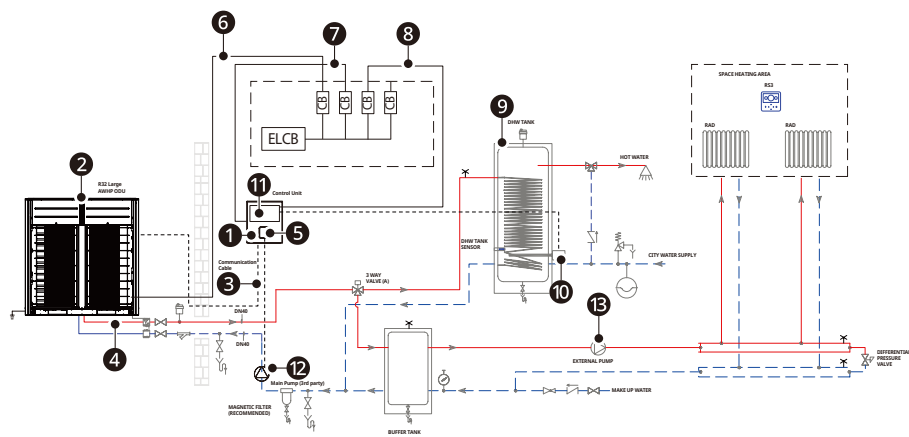 6
7
8
CB
CB
CB
CB
ELCB
SPACE HEATING AREA
RS3
RAD
RAD
9
DHW TANK
HOT WATER
2
R32 Large
AWHP ODU
11
Control Unit
1
5
DHW TANK
SENSOR
CITY WATER SUPPLY
10
Communication
Cable
3
3 WAY
VALVE (A)
DN40
DN40
4
13
EXTERNAL PUMP
DIFFERENTIAL
PRESSURE
VALVE
12
Main Pump (3rd party)
MAKE UP WATER
MAGNETIC FILTER
(RECOMMENDED)
BUFFER TANK